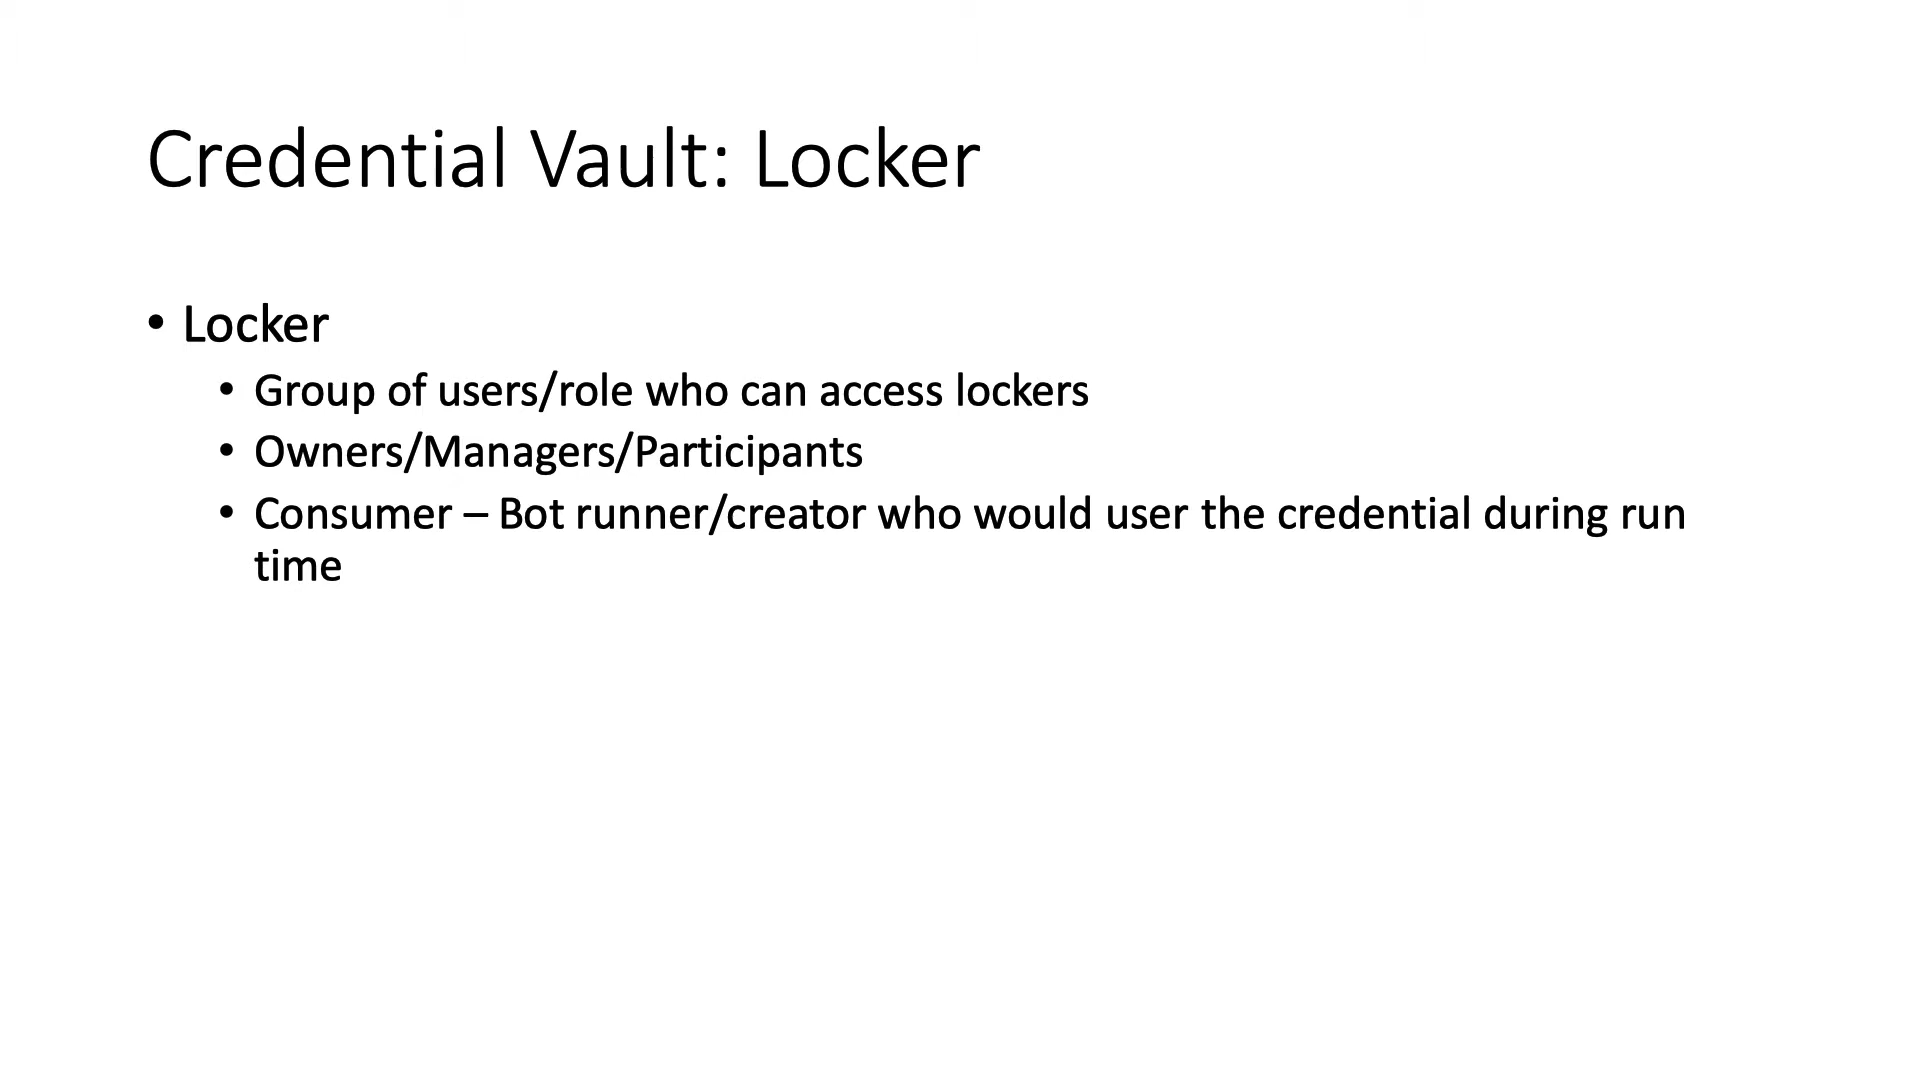 Credential Vault: Locker
• Locker
• Group of users/role who can access lockers
• Owners/Managers/Participants
• Consumer – Bot runner/creator who would user the credential during run
time